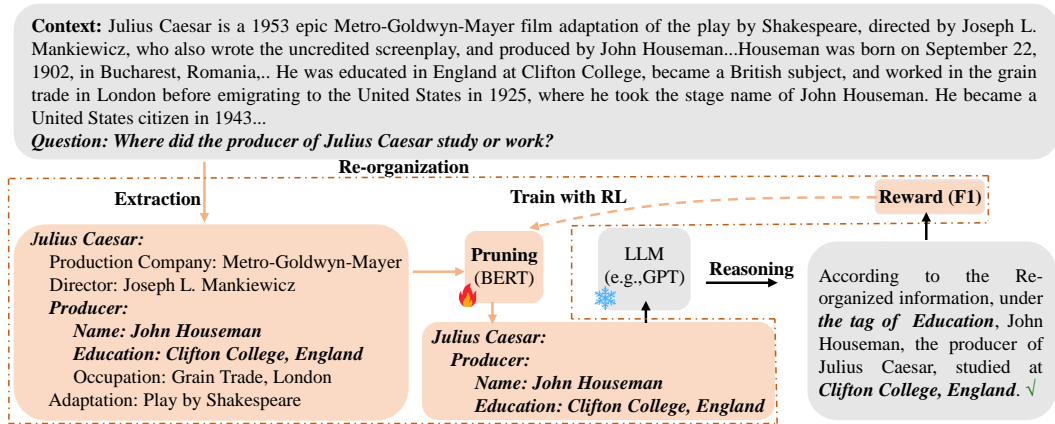 Context: Julius Caesar is a 1953 epic Metro-Goldwyn-Mayer film adaptation of the play by Shakespeare, directed by Joseph L.
Mankiewicz, who also wrote the uncredited screenplay, and produced by John Houseman...Houseman was born on September 22,
1902, in Bucharest, Romania,.. He was educated in England at Clifton College, became a British subject, and worked in the grain
trade in London before emigrating to the United States in 1925, where he took the stage name of John Houseman. He became a
United States citizen in 1943...
Question: Where did the producer of Julius Caesar study or work?
Re-organization
Extraction
Train with RL
Reward (F1)
Julius Caesar:
Production Company: Metro-Goldwyn-Mayer
Director: Joseph L. Mankiewicz
Producer:
Name: John Houseman
Education: Clifton College, England
Occupation: Grain Trade, London
Adaptation: Play by Shakespeare
Pruning
(BERT)
Julius Caesar:
Producer:
Name: John Houseman
Education: Clifton College, England
LLM
(e.g.,GPT)
Reasoning
According to the Re-
organized information, under
the tag of Education, John
Houseman, the producer of
Julius Caesar, studied at
Clifton College, England. √